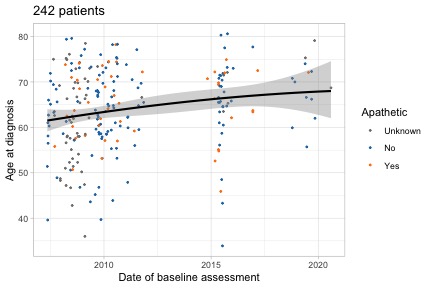 242 patients
80
70
60
50
40
Age at diagnosis
2010
2015
2020
Date of baseline assessment
Apathetic
Unknown
No
Yes